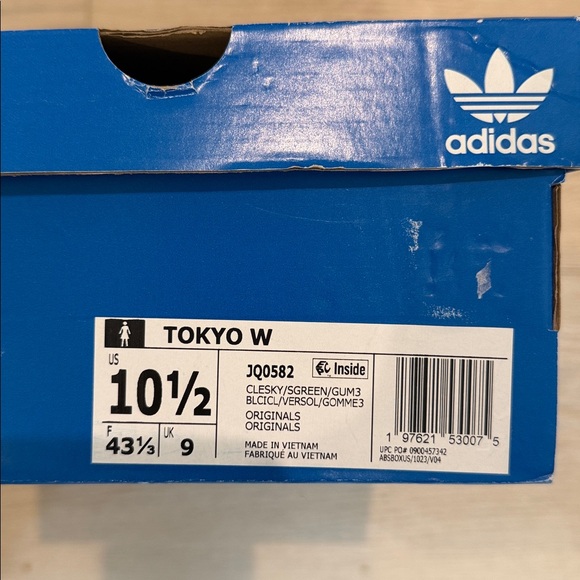 adidas
TOKYO W
US
10½
F
43⅓
UK
9
JQ0582
Inside
CLESKY/SGREEN/GUM3
BLCICL/VERSOL/GOMME3
ORIGINALS
ORIGINALS
MADE IN VIETNAM
FABRIQUÉ AU VIETNAM
1 97621 53007 5
UPC PO# 0900457342
ABSBOXUS/1023/V04